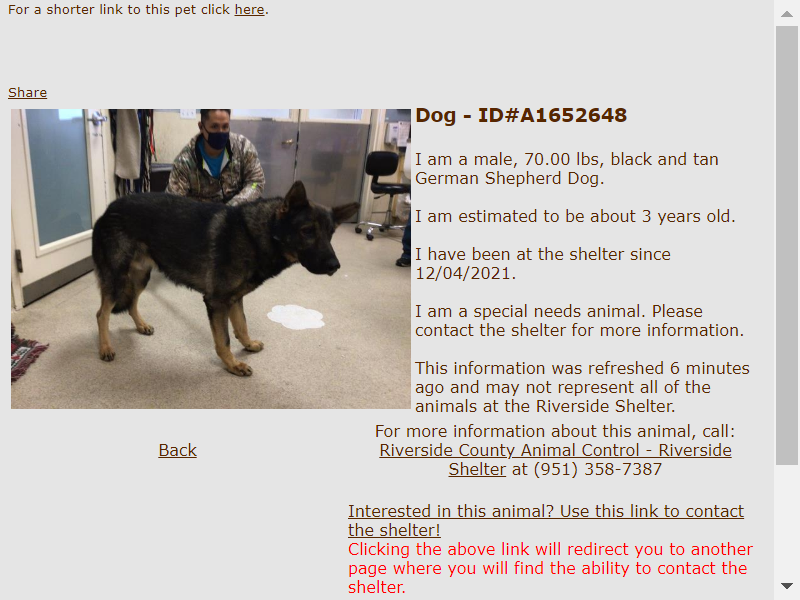 For a shorter link to this pet click here.
Share
Dog - ID#A1652648
I am a male, 70.00 lbs, black and tan
German Shepherd Dog.
I am estimated to be about 3 years old.
I have been at the shelter since
12/04/2021.
I am a special needs animal. Please
contact the shelter for more information.
This information was refreshed 6 minutes
ago and may not represent all of the
animals at the Riverside Shelter.
Back
For more information about this animal, call:
Riverside County Animal Control - Riverside
Shelter at (951) 358-7387
Interested in this animal? Use this link to contact
the shelter!
Clicking the above link will redirect you to another
page where you will find the ability to contact the
shelter.